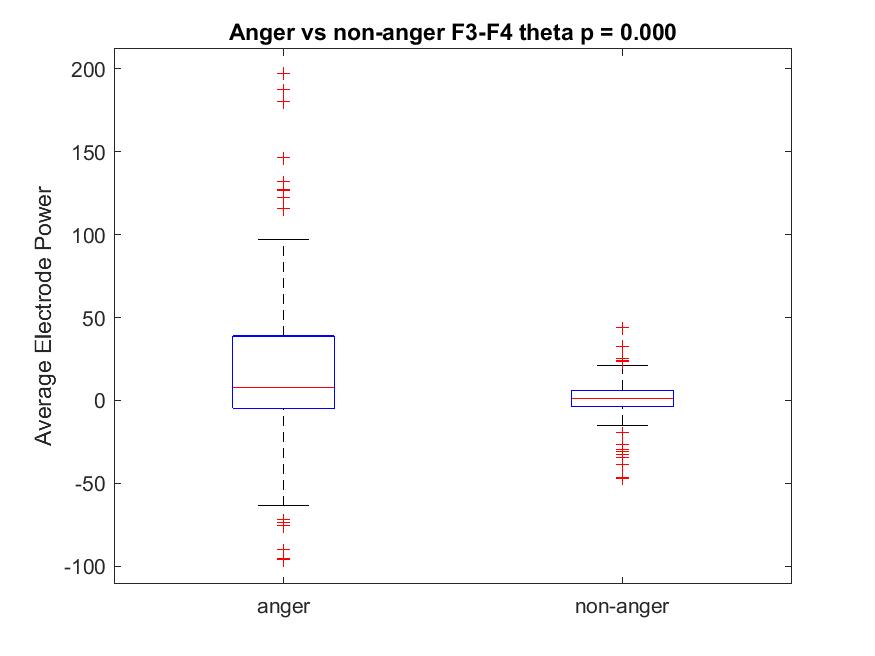 Anger vs non-anger F3-F4 theta p = 0.000
Average Electrode Power
200
150
100
50
0
-50
-100
anger
non-anger